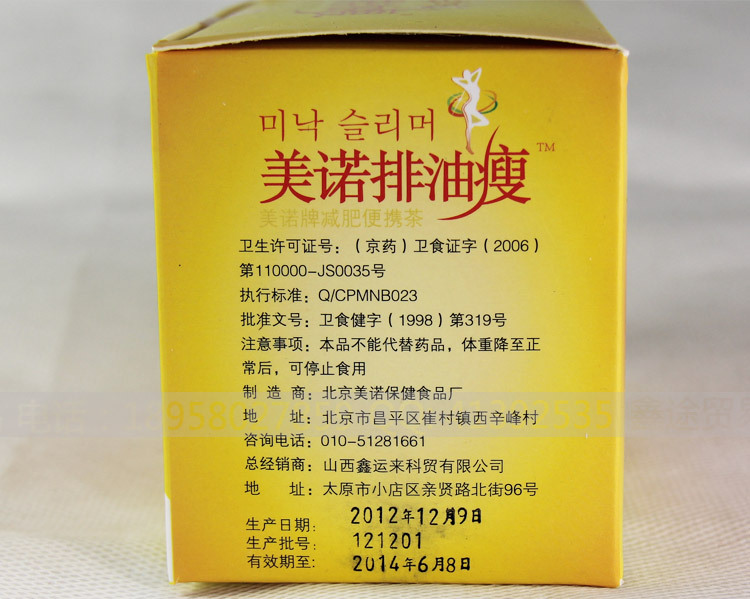 미낙 슬리머
美诺排油瘦™
美诺牌减肥便携茶
卫生许可证号：（京药）卫食证字（2006）
第110000-JS0035号
执行标准：Q/CPMNB023
批准文号：卫食健字（1998）第319号
注意事项：本品不能代替药品，体重降至正
常后，可停止食用
制 造 商：北京美诺保健食品厂
地　　址：北京市昌平区崔村镇西辛峰村
咨询电话：010-51281661
总经销商：山西鑫运来科贸有限公司
地　　址：太原市小店区亲贤路北街96号
生产日期：2012年12月9日
生产批号：121201
有效期至：2014年6月8日